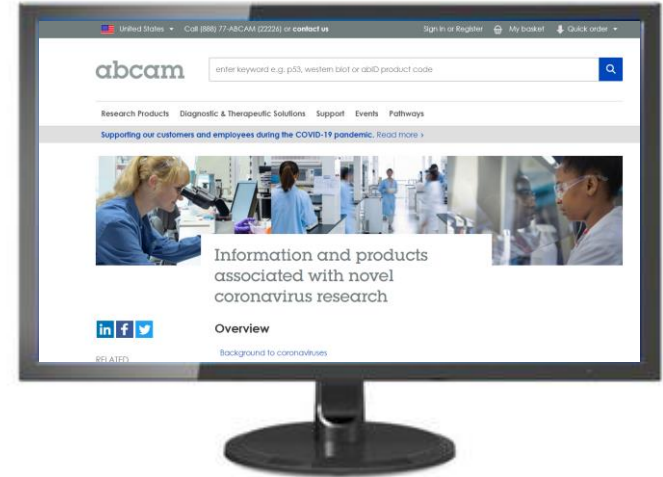 United States Call (888) 77-ABCAM (22226) or contact us Sign in or Register My basket Quick order
abcam
enter keyword e.g. p53, western blot or abID product code
Research Products Diagnostic & Therapeutic Solutions Support Events Pathways
Supporting our customers and employees during the COVID-19 pandemic. Read more >
Information and products
associated with novel
coronavirus research
in f
Overview
Background to coronaviruses
RELATED